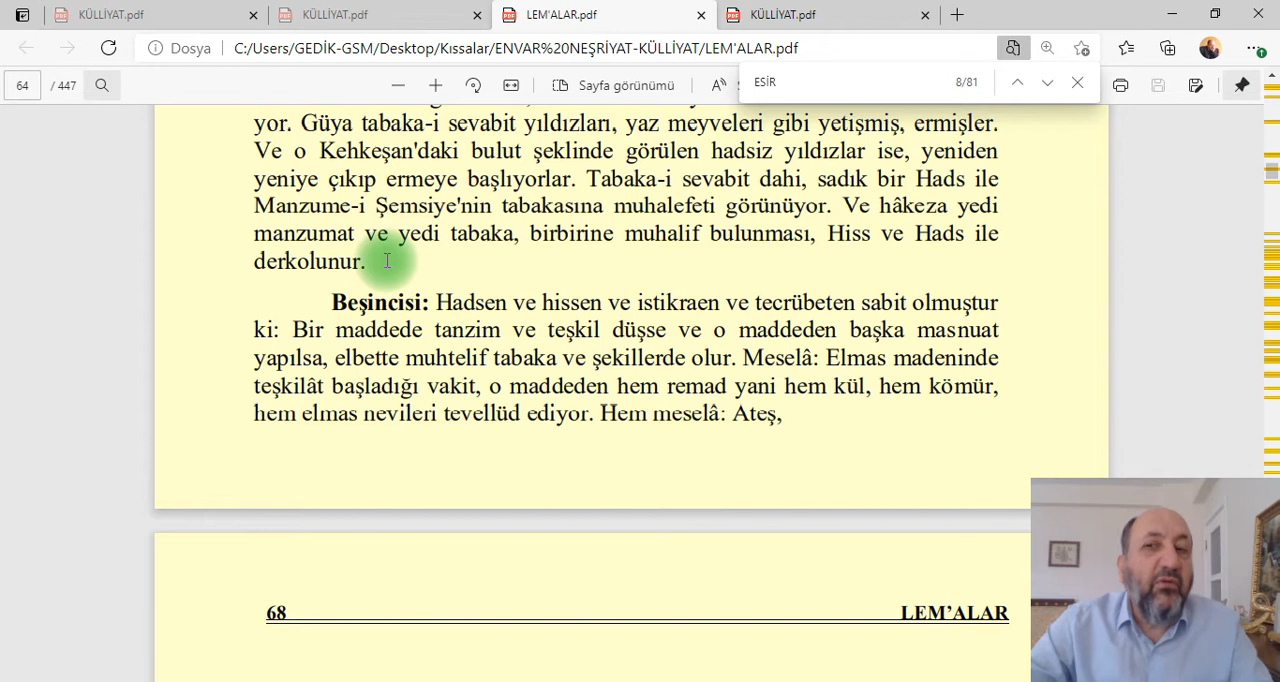 KÜLLİYAT.pdf
KÜLLİYAT.pdf
LEM'ALAR.pdf
KÜLLİYAT.pdf
Dosya
C:/Users/GEDİK-GSM/Desktop/Kıssalar/ENVAR%20NEŞRİYAT-KÜLLİYAT/LEM'ALAR.pdf
64 / 447
Sayfa görünümü
ESİR
8/81
yor. Güya tabaka-i sevabit yıldızları, yaz meyveleri gibi yetişmiş, ermişler.
Ve o Kehkeşan'daki bulut şeklinde görülen hadsiz yıldızlar ise, yeniden
yeniye çıkıp ermeye başlıyorlar. Tabaka-i sevabit dahi, sadık bir Hads ile
Manzume-i Şemsiye'nin tabakasına muhalefeti görünüyor. Ve hâkeza yedi
manzumat ve yedi tabaka, birbirine muhalif bulunması, Hiss ve Hads ile
derkolunur.
Beşincisi: Hadsen ve hissen ve istikraen ve tecrübeten sabit olmuştur
ki: Bir maddede tanzim ve teşkil düşse ve o maddeden başka masnuat
yapılsa, elbette muhtelif tabaka ve şekillerde olur. Meselâ: Elmas madeninde
teşkilât başladığı vakit, o maddeden hem remad yani hem kül, hem kömür,
hem elmas nevileri tevellüd ediyor. Hem meselâ: Ateş,
68 LEM'ALAR